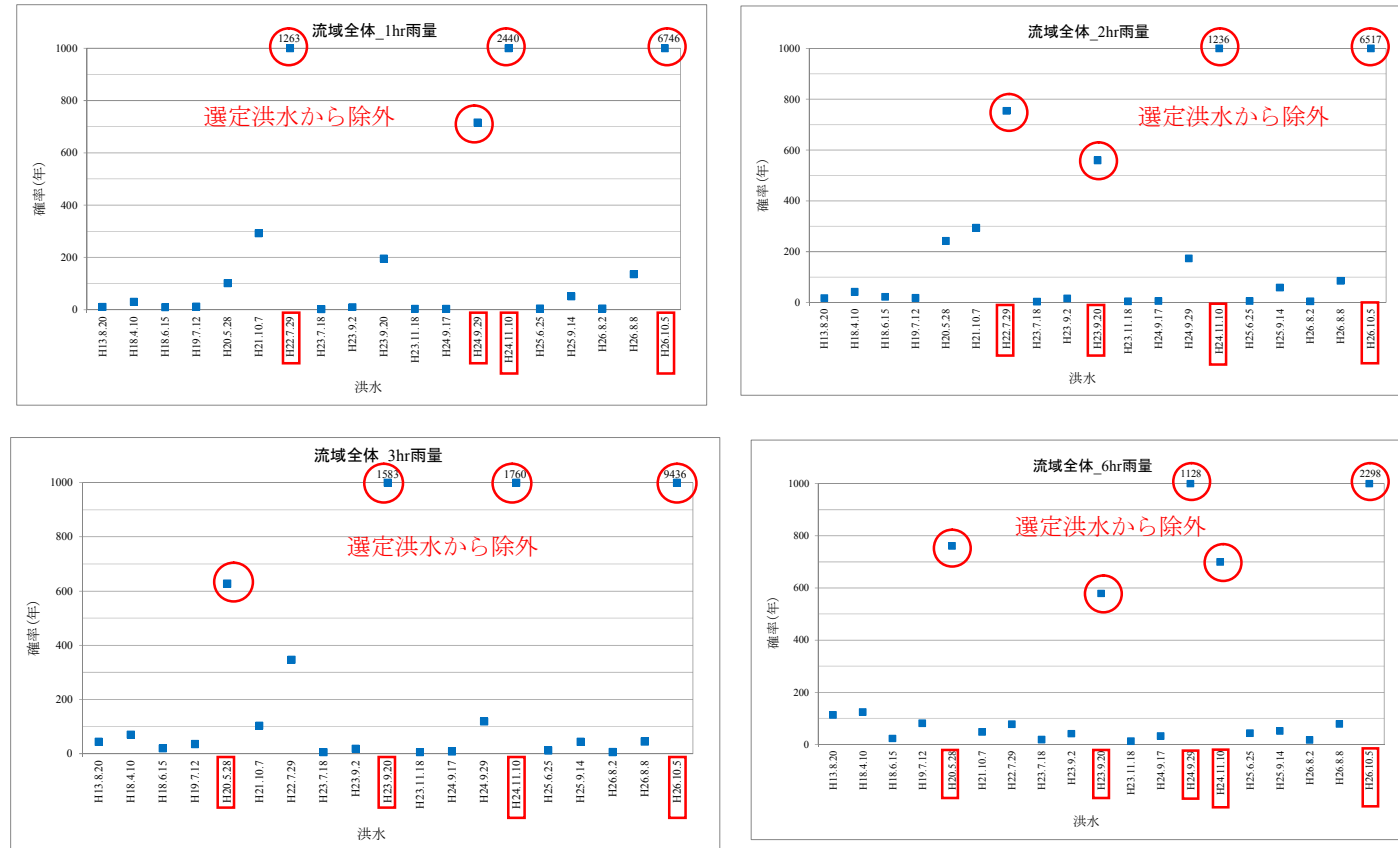 流域全体_1hr雨量
1263
2440
6746
1000
800
600
400
200
0
確率(年)
選定洪水から除外
H13.8.20
H18.4.10
H18.6.15
H19.7.12
H20.5.28
H21.10.7
H22.7.29
H23.7.18
H23.9.2
H23.9.20
H23.11.18
H24.9.17
H24.9.29
H24.11.10
H25.6.25
H25.9.14
H26.8.2
H26.8.8
H26.10.5
洪水
流域全体_2hr雨量
1236
6517
1000
800
600
400
200
0
確率(年)
選定洪水から除外
H13.8.20
H18.4.10
H18.6.15
H19.7.12
H20.5.28
H21.10.7
H22.7.29
H23.7.18
H23.9.2
H23.9.20
H23.11.18
H24.9.17
H24.9.29
H24.11.10
H25.6.25
H25.9.14
H26.8.2
H26.8.8
H26.10.5
洪水
流域全体_3hr雨量
1583
1760
9436
1000
800
600
400
200
0
確率(年)
選定洪水から除外
H13.8.20
H18.4.10
H18.6.15
H19.7.12
H20.5.28
H21.10.7
H22.7.29
H23.7.18
H23.9.2
H23.9.20
H23.11.18
H24.9.17
H24.9.29
H24.11.10
H25.6.25
H25.9.14
H26.8.2
H26.8.8
H26.10.5
洪水
流域全体_6hr雨量
1128
2298
1000
800
600
400
200
0
確率(年)
選定洪水から除外
H13.8.20
H18.4.10
H18.6.15
H19.7.12
H20.5.28
H21.10.7
H22.7.29
H23.7.18
H23.9.2
H23.9.20
H23.11.18
H24.9.17
H24.9.29
H24.11.10
H25.6.25
H25.9.14
H26.8.2
H26.8.8
H26.10.5
洪水